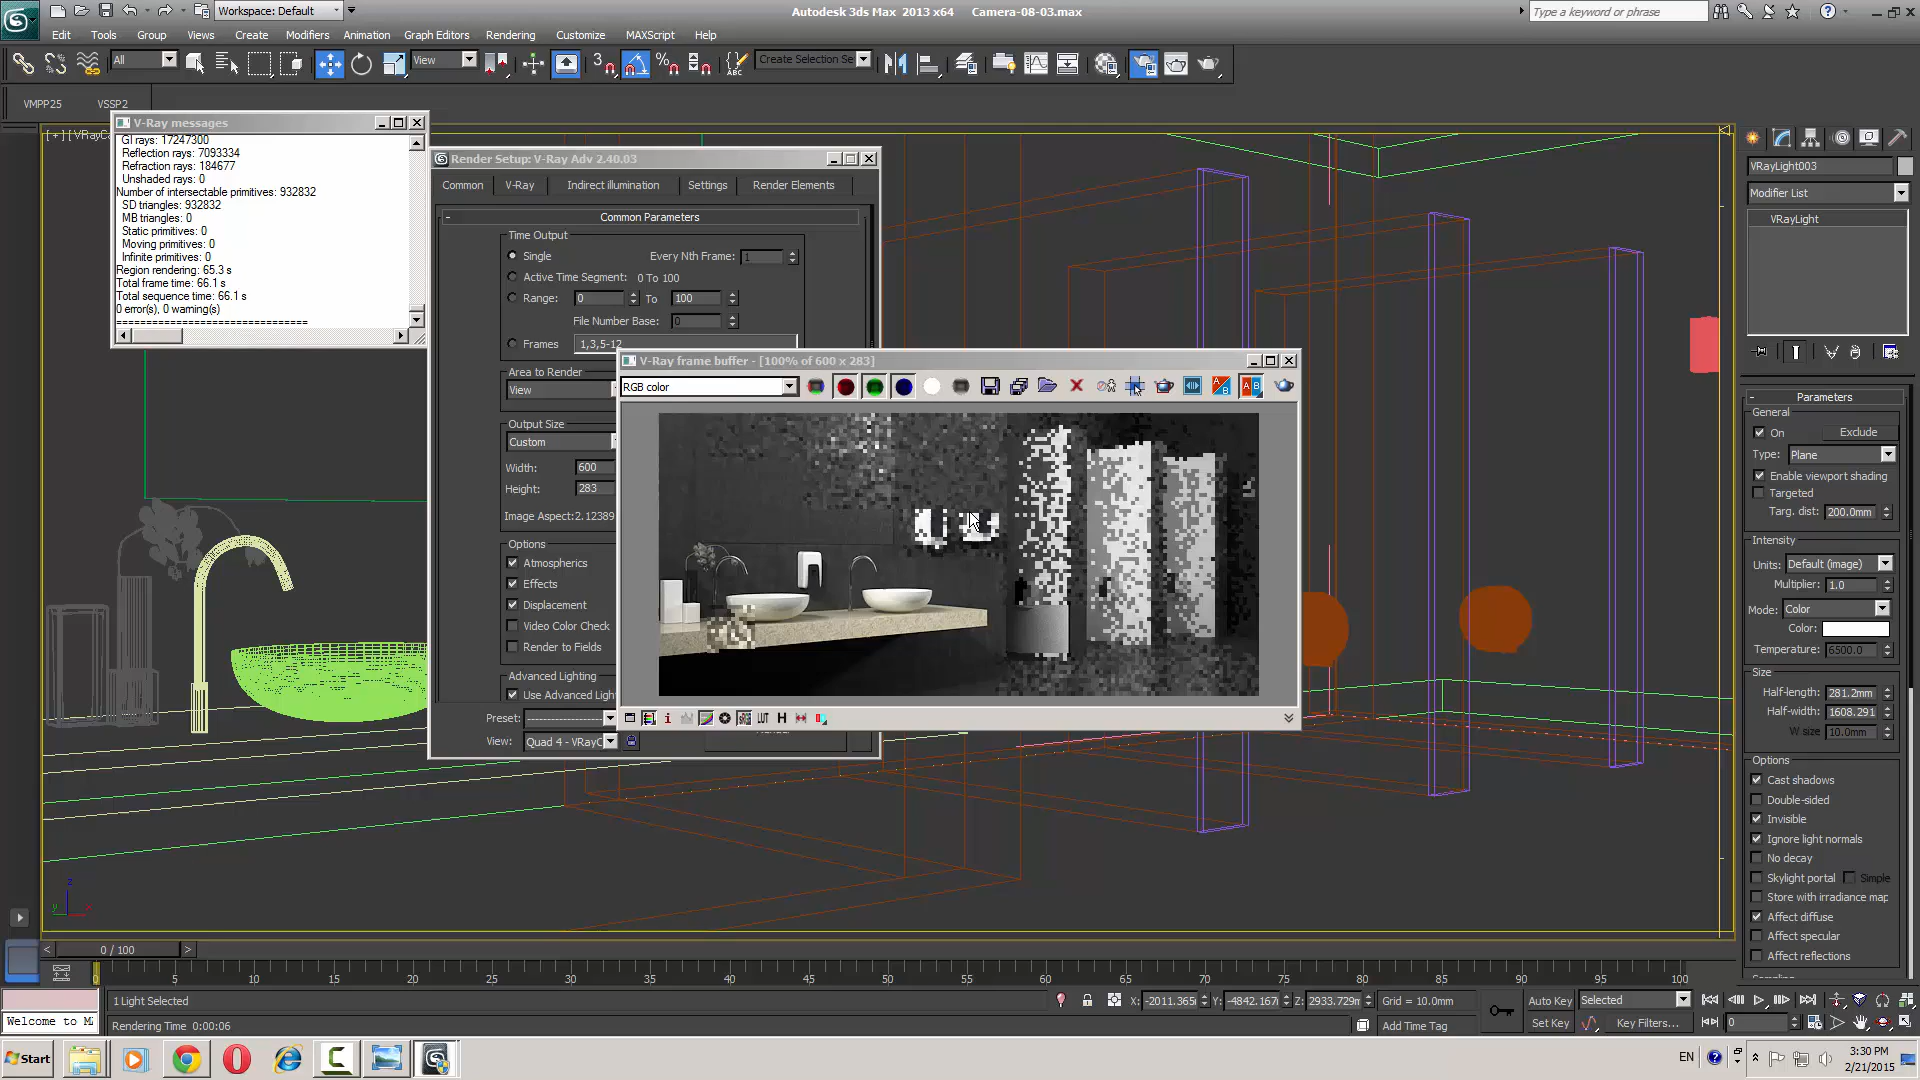 Workspace: Default
Autodesk 3ds Max 2013 x64 Camera-08-03.max
Type a keyword or phrase
Edit Tools Group Views Create Modifiers Animation Graph Editors Rendering Customize MAXScript Help
All
View
3
Create Selection Se
VMPP25 VSSP2
V-Ray messages
GI rays: 17247300
Reflection rays: 7093334
Refraction rays: 184677
Unshaded rays: 0
Number of intersectable primitives: 932832
SD triangles: 932832
MB triangles: 0
Static primitives: 0
Moving primitives: 0
Infinite primitives: 0
Region rendering: 65.3 s
Total frame time: 66.1 s
Total sequence time: 66.1 s
0 error(s), 0 warning(s)
==============================
Render Setup: V-Ray Adv 2.40.03
Common V-Ray Indirect illumination Settings Render Elements
Common Parameters
Time Output
Single Every Nth Frame: 1
Active Time Segment: 0 To 100
Range: 0 To 100
File Number Base: 0
Frames 1,3,5-12
Area to Render
View
Output Size
Custom
Width: 600
Height: 283
Image Aspect:2.12389
Options
Atmospherics
Effects
Displacement
Video Color Check
Render to Fields
Advanced Lighting
Use Advanced Ligh
Preset:
View: Quad 4 - VRayC
V-Ray frame buffer - [100% of 600 x 283]
RGB color
LUT H
VRayLight003
Modifier List
VRayLight
Parameters
General
On Exclude
Type: Plane
Enable viewport shading
Targeted
Targ. dist: 200.0mm
Intensity
Units: Default (image)
Multiplier: 1.0
Mode: Color
Color:
Temperature: 6500.0
Size
Half-length: 281.2mm
Half-width: 1608.291
W size 10.0mm
Options
Cast shadows
Double-sided
Invisible
Ignore light normals
No decay
Skylight portal Simple
Store with irradiance map
Affect diffuse
Affect specular
Affect reflections
0 / 100
0 5 10 15 20 25 30 35 40 45 50 55 60 65 70 75 80 85 90 95 100
1 Light Selected
X: -2011.365 Y: -4842.167 Z: 2933.729m Grid = 10.0mm
Auto Key Selected
Welcome to M
Rendering Time 0:00:06
Add Time Tag
Set Key Key Filters...
0
Start
EN
3:30 PM
2/21/2015